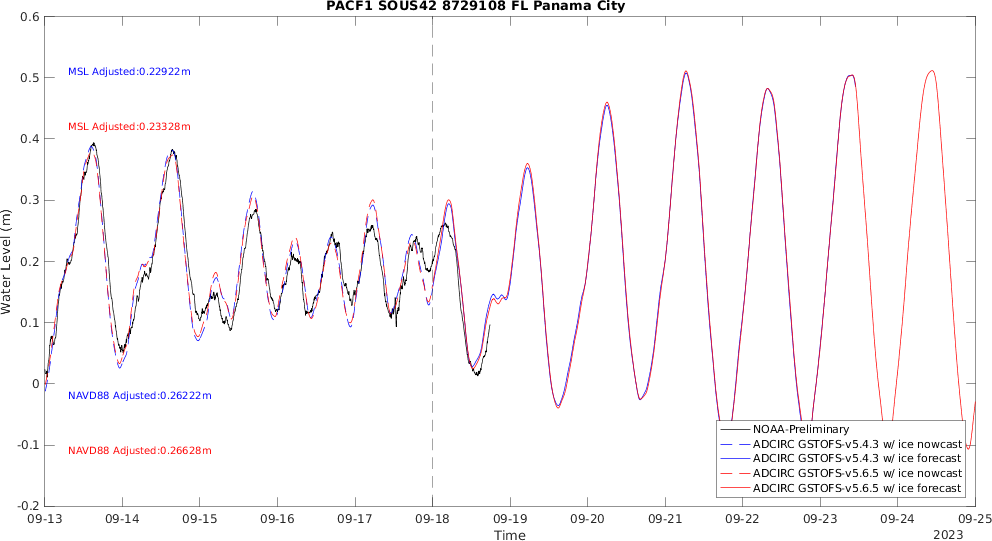 PACF1 SOUS42 8729108 FL Panama City
0.6
0.5
0.4
0.3
0.2
0.1
0
-0.1
-0.2
Water Level (m)
MSL Adjusted:0.22922m
MSL Adjusted:0.23328m
NAVD88 Adjusted:0.26222m
NAVD88 Adjusted:0.26628m
NOAA-Preliminary
ADCIRC GSTOFS-v5.4.3 w/ ice nowcast
ADCIRC GSTOFS-v5.4.3 w/ ice forecast
ADCIRC GSTOFS-v5.6.5 w/ ice nowcast
ADCIRC GSTOFS-v5.6.5 w/ ice forecast
09-13 09-14 09-15 09-16 09-17 09-18 09-19 09-20 09-21 09-22 09-23 09-24 09-25
Time
2023